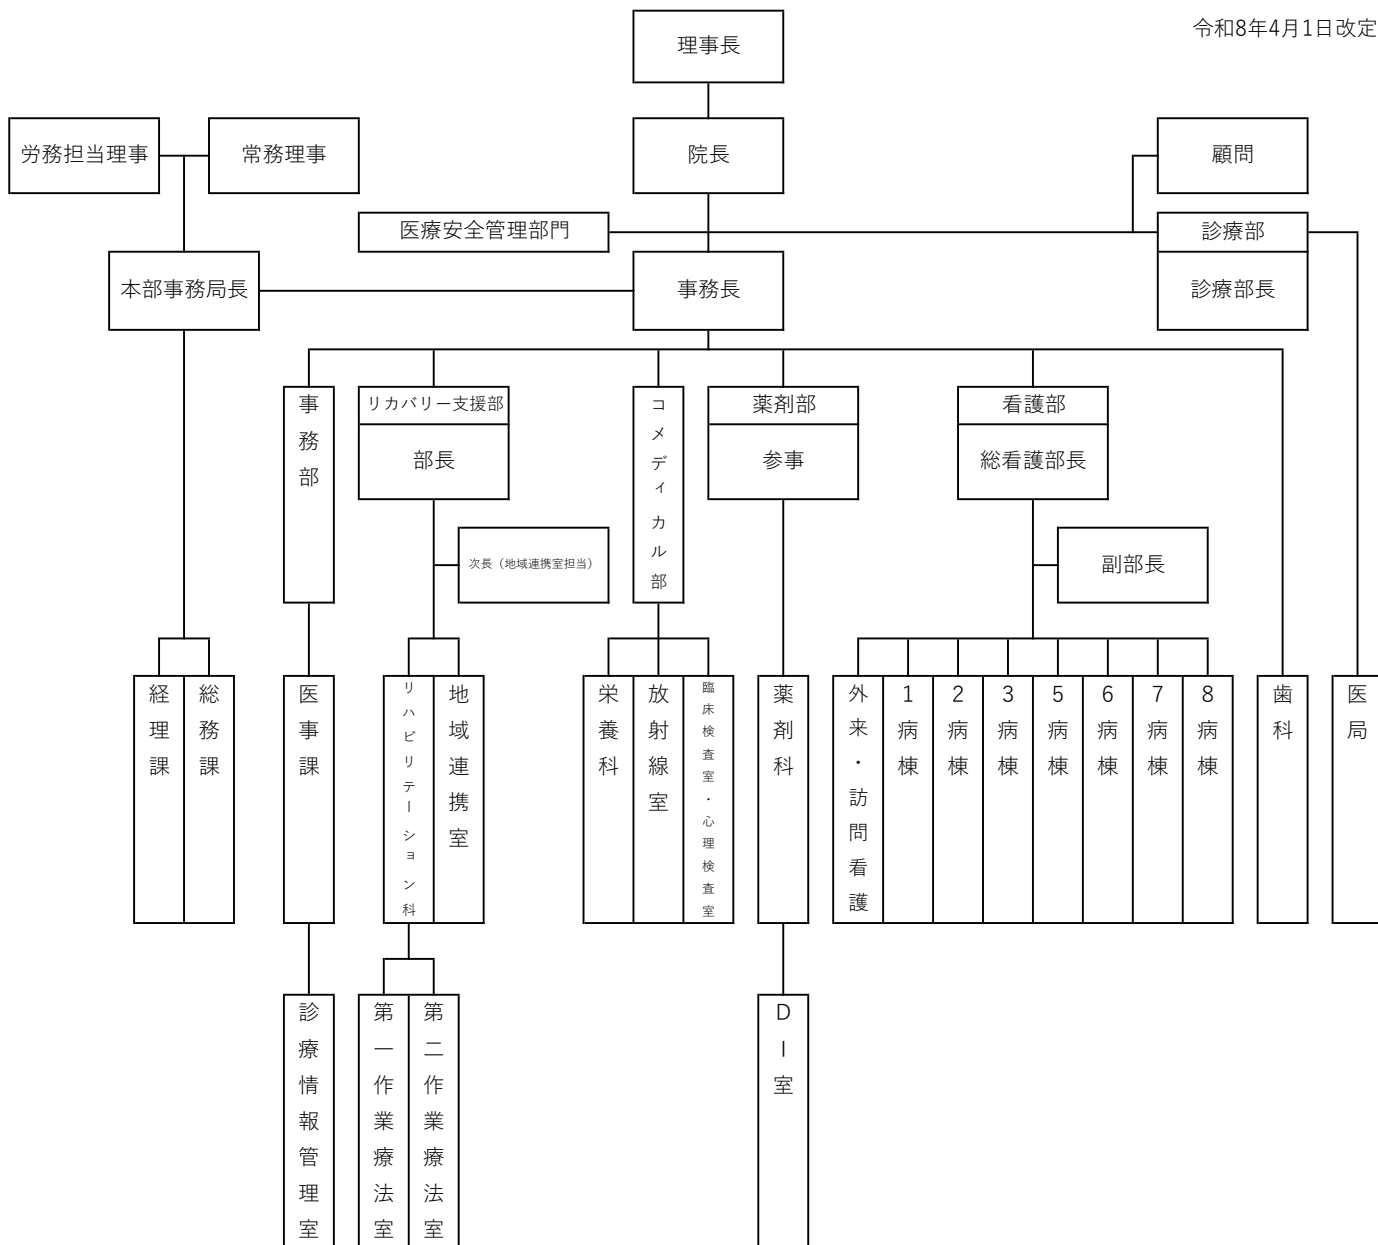 令和8年4月1日改定
理事長
労務担当理事
常務理事
院長
顧問
医療安全管理部門
診療部
本部事務局長
事務長
診療部長
事務部
リカバリー支援部
部長
コメディカル部
薬剤部
参事
看護部
総看護部長
次長（地域連携室担当）
副部長
経理課
総務課
医事課
リハビリテーション科
地域連携室
栄養科
放射線室
臨床検査室・心理検査室
薬剤科
外来・訪問看護
1病棟
2病棟
3病棟
5病棟
6病棟
7病棟
8病棟
歯科
医局
診療情報管理室
第一作業療法室
第二作業療法室
DI室